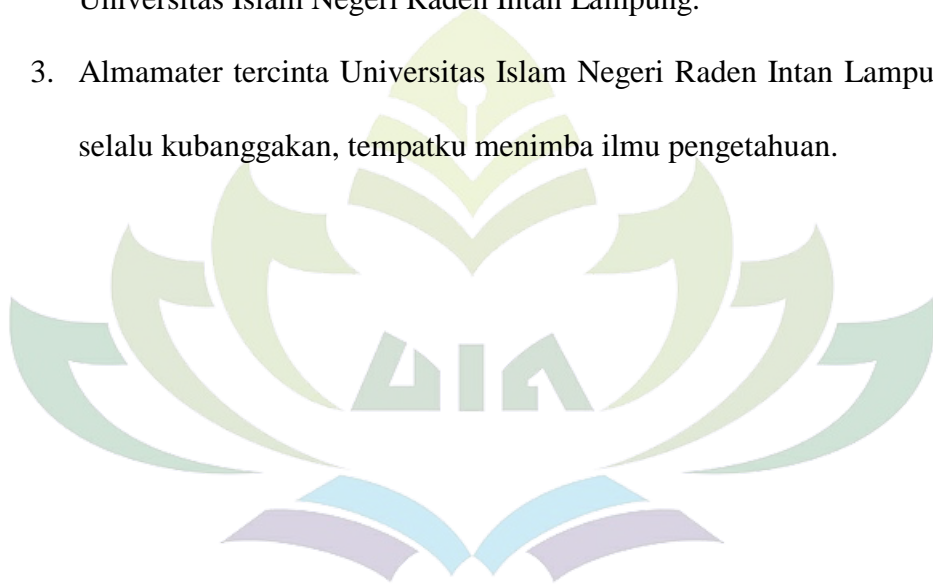 Universitas Islam Negeri Raden Intan Lampung.
3. Almamater tercinta Universitas Islam Negeri Raden Intan Lampu
selalu kubanggakan, tempatku menimba ilmu pengetahuan.
UIN